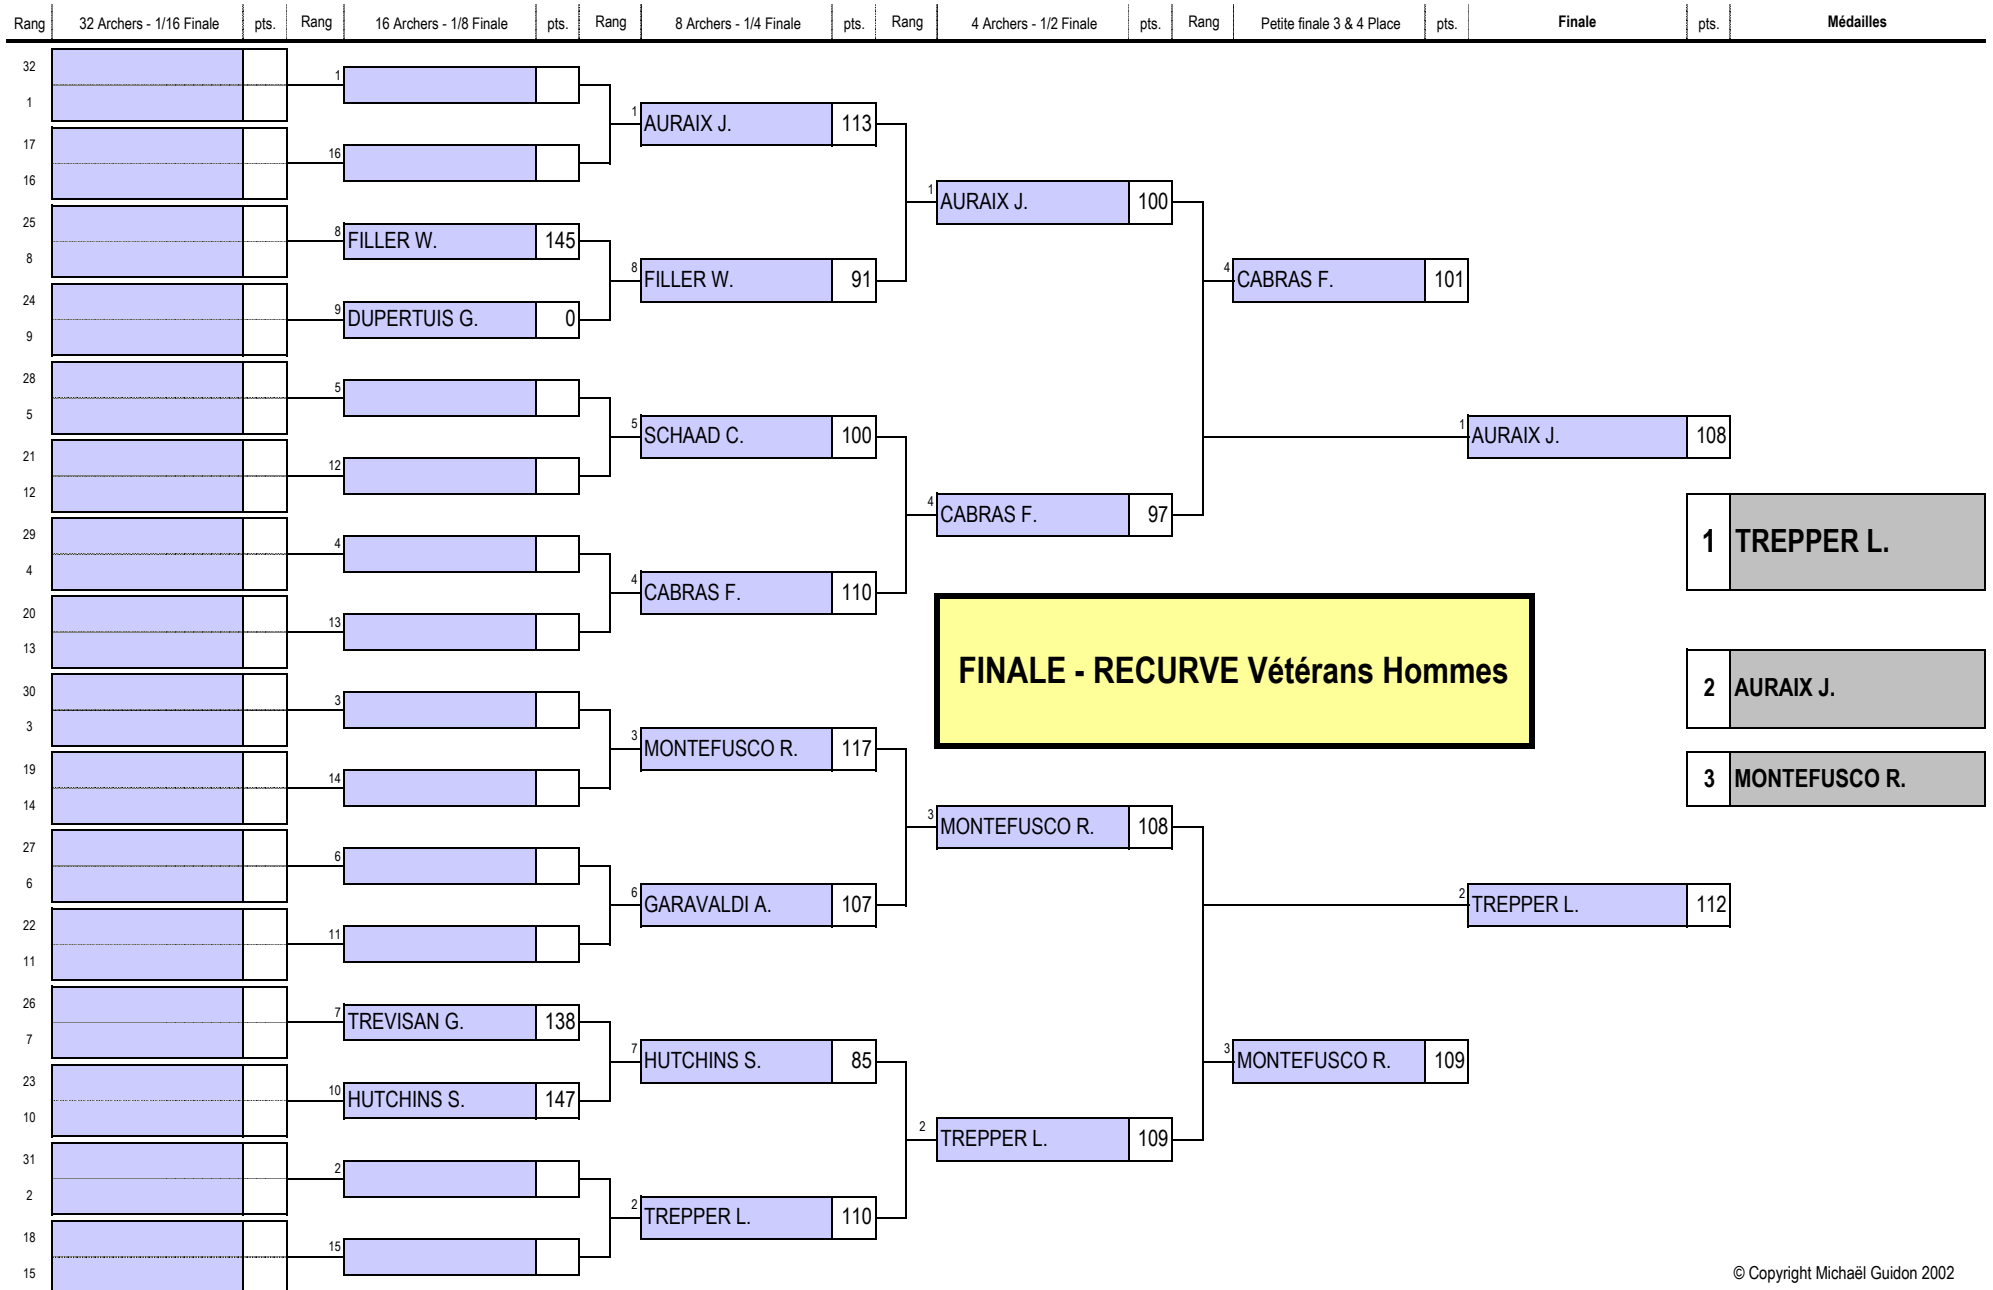 Rang 32 Archers - 1/16 Finale pts. Rang 16 Archers - 1/8 Finale pts. Rang 8 Archers - 1/4 Finale pts. Rang 4 Archers - 1/2 Finale pts. Rang Petite finale 3 & 4 Place pts. Finale pts. Médailles
32
1
1
1 AURAIX J. 113
17
16
16
1 AURAIX J. 100
25
8 FILLER W. 145
8
8 FILLER W. 91
4 CABRAS F. 101
24
9 DUPERTUIS G. 0
9
28
5
5
5 SCHAAD C. 100
1 AURAIX J. 108
21
12
12
4 CABRAS F. 97
1 TREPPER L.
29
4
4
4 CABRAS F. 110
20
13
13
FINALE - RECURVE Vétérans Hommes
2 AURAIX J.
30
3
3
3 MONTEFUSCO R. 117
19
14
14
3 MONTEFUSCO R.
3 MONTEFUSCO R. 108
27
6
6
6 GARAVALDI A. 107
2 TREPPER L. 112
22
11
11
26
7 TREVISAN G. 138
7
7 HUTCHINS S. 85
3 MONTEFUSCO R. 109
23
10 HUTCHINS S. 147
10
2 TREPPER L. 109
31
2
2
2 TREPPER L. 110
18
15
15
© Copyright Michaël Guidon 2002